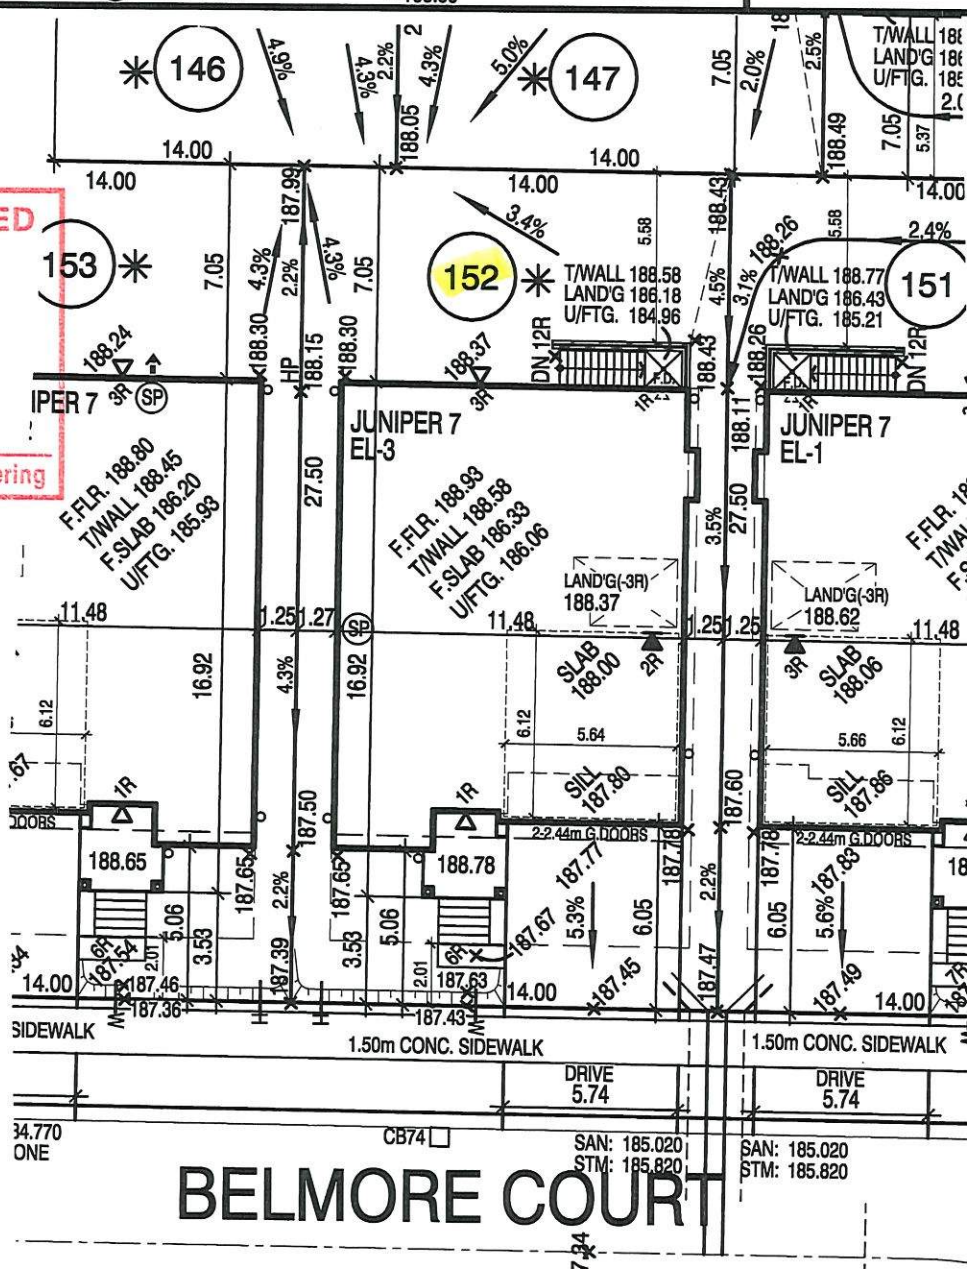 146
147
4.9%
4.3%
2.2%
4.3%
5.0%
188.05
7.05
2.0%
2.5%
188.49
T/WALL 188
LAND'G 186
U/FTG. 185
7.05
5.37
14.00
14.00
14.00
14.00
14.00
ED
153
7.05
187.99
4.3%
2.2%
4.3%
7.05
3.4%
152
5.58
188.43
4.5%
3.1%
188.26
5.58
2.4%
151
T/WALL 188.58
LAND'G 186.18
U/FTG. 184.96
T/WALL 188.77
LAND'G 186.43
U/FTG. 185.21
188.24
188.30
HP
188.15
188.30
188.37
DN 12R
188.43
188.26
DN 12R
3R
SP
3R
F.D.
1R
F.D.
1R
188.11
IPER 7
JUNIPER 7
EL-3
JUNIPER 7
EL-1
ering
F.FLR. 188.80
T/WALL 188.45
F.SLAB 186.20
U/FTG. 185.93
27.50
F.FLR. 188.93
T/WALL 188.58
F.SLAB 186.33
U/FTG. 186.06
3.5%
27.50
F.FLR. 18
T/WA
F.S
LAND'G(-3R)
188.37
LAND'G(-3R)
188.62
11.48
1.25
1.27
SP
11.48
1.25
1.25
11.48
16.92
4.3%
16.92
SLAB
188.00
2R
3R
SLAB
188.06
6.12
6.12
5.64
5.66
6.12
.67
SILL
187.80
SILL
187.86
1R
1R
187.50
187.60
DOORS
2-2.44m G.DOORS
2-2.44m G.DOORS
188.65
187.65
2.2%
187.65
188.78
187.77
187.78
2.2%
187.78
187.83
5.06
3.53
3.53
5.06
5.3%
6.05
6.05
5.6%
6R
187.54
2.01
187.39
2.01
6R
187.67
187.45
187.47
187.49
7R
14.00
187.46
187.36
187.63
187.43
14.00
14.00
SIDEWALK
1.50m CONC. SIDEWALK
1.50m CONC. SIDEWALK
DRIVE
5.74
DRIVE
5.74
34.770
ONE
CB74
SAN: 185.020
STM: 185.820
SAN: 185.020
STM: 185.820
BELMORE COURT